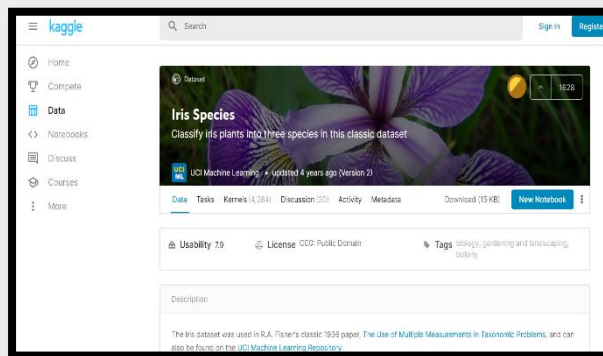 kaggle
Search
Sign In
Register
Home
Compete
Data
Notebooks
Discuss
Courses
More
Dataset
1628
Iris Species
Classify iris plants into three species in this classic dataset
UCI ML
UCI Machine Learning • updated 4 years ago (Version 2)
Data Tasks Kernels (4,284) Discussion (20) Activity Metadata Download (15 KB) New Notebook
Usability 7.9 License CC0: Public Domain Tags biology, gardening and landscaping,
botany
Description
The Iris dataset was used in R.A. Fisher's classic 1936 paper, The Use of Multiple Measurements in Taxonomic Problems, and can
also be found on the UCI Machine Learning Repository.